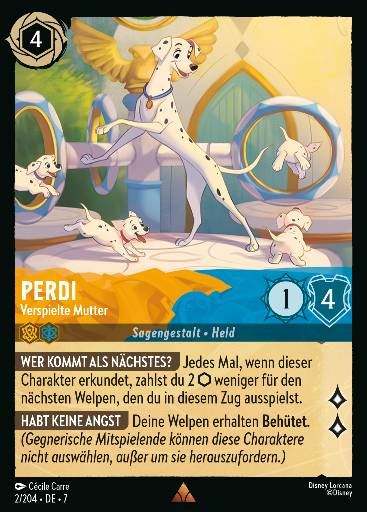 4
PERDI
Verspielte Mutter
1
4
Sagengestalt • Held
WER KOMMT ALS NÄCHSTES? Jedes Mal, wenn dieser
Charakter erkundet, zahlst du 2 weniger für den
nächsten Welpen, den du in diesem Zug ausspielst.
HABT KEINE ANGST Deine Welpen erhalten Behütet.
(Gegnerische Mitspielende können diese Charaktere
nicht auswählen, außer um sie herauszufordern.)
Cécile Carre
2/204 • DE • 7
Disney Lorcana
©Disney